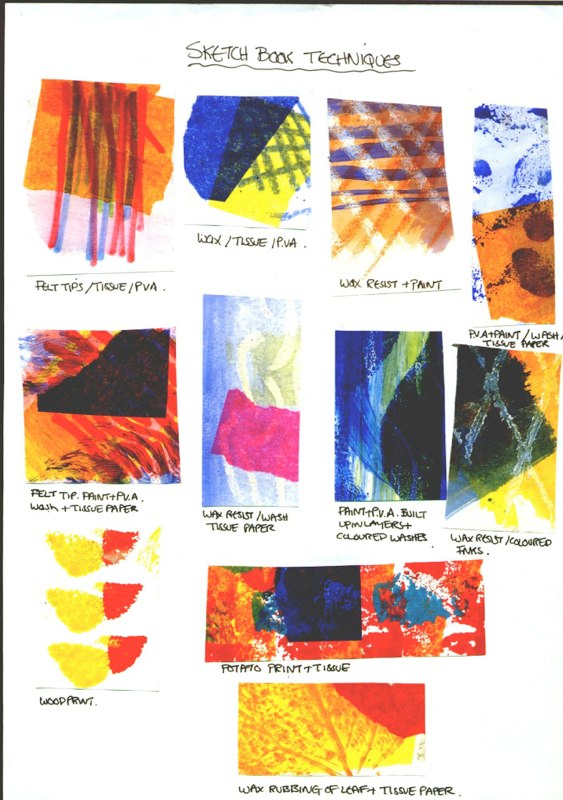 SKETCH BOOK TECHNIQUES
FELT TIPS/TISSUE/PVA.
WAX/TISSUE/P.VA.
WAX RESIST + PAINT
P.VA+PAINT/WASH/
TISSUE PAPER
FELT TIP. PAINT+P.V.A.
WASH + TISSUE PAPER
WAX RESIST/WASH
TISSUE PAPER
PAINT+P.V.A. BUILT
UP IN LAYERS +
COLOURED WASHES
WAX RESIST/COLOURED
INKS.
WOODPRINT.
POTATO PRINT + TISSUE
WAX RUBBING OF LEAF + TISSUE PAPER.